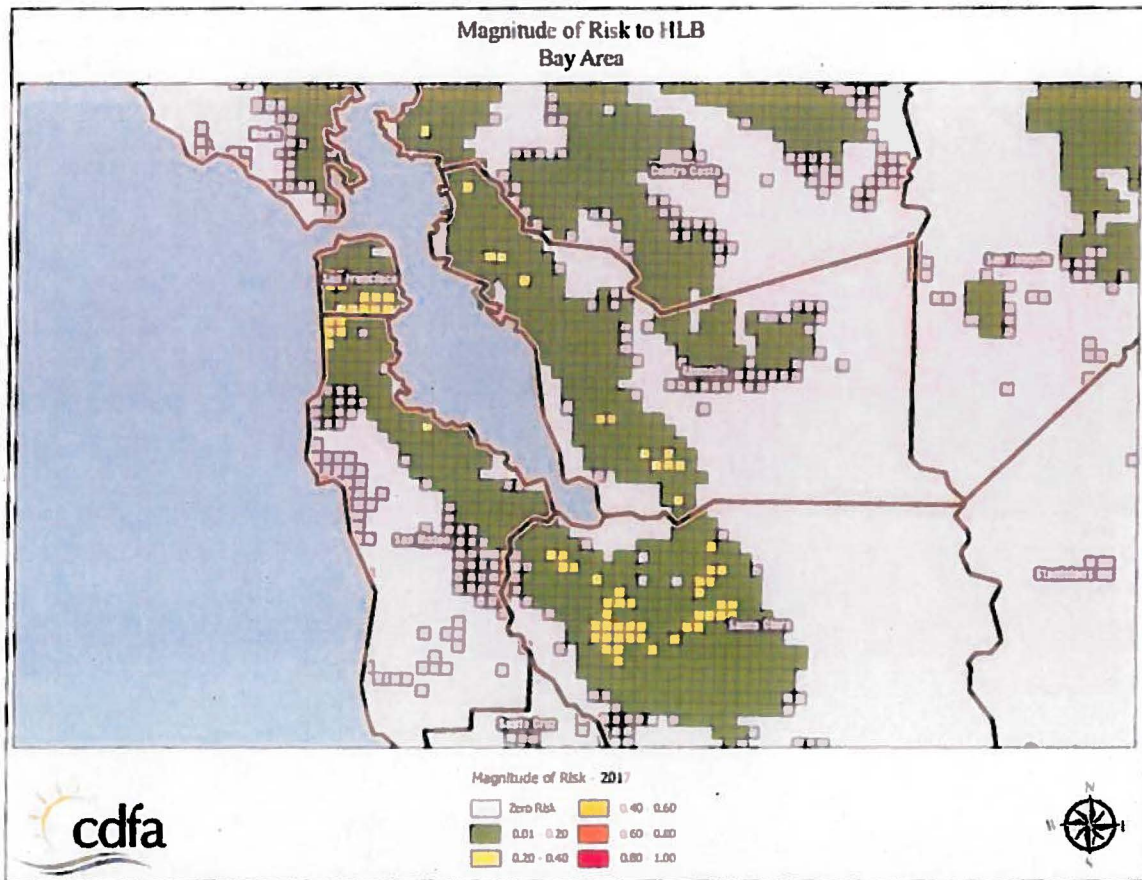 Magnitude of Risk to HLB
Bay Area
Marin
Contra Costa
San Francisco
San Joaquin
Alameda
San Mateo
Stanislaus
Santa Clara
Santa Cruz
Magnitude of Risk - 2017
Zero Risk
0.40 - 0.60
0.01 - 0.20
0.60 - 0.80
0.20 - 0.40
0.80 - 1.00
cdfa
N